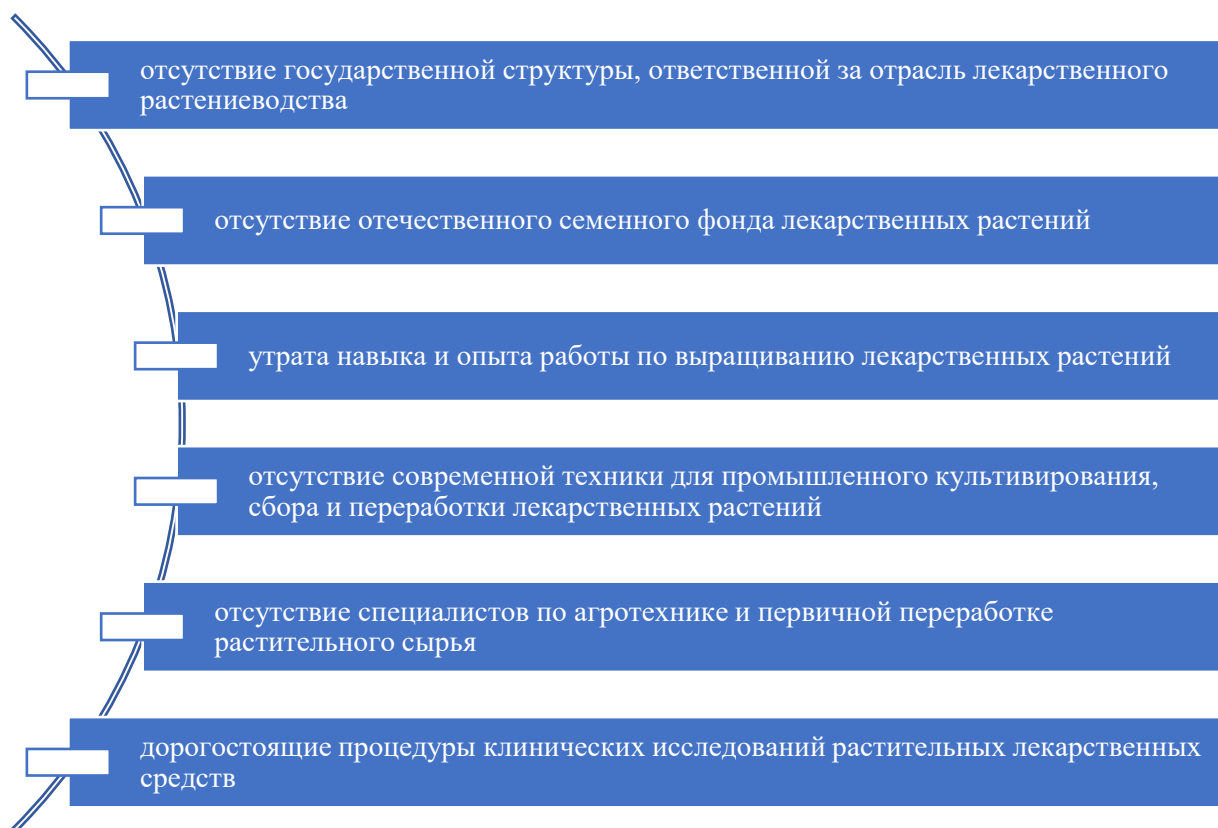 отсутствие государственной структуры, ответственной за отрасль лекарственного
растениеводства
отсутствие отечественного семенного фонда лекарственных растений
утрата навыка и опыта работы по выращиванию лекарственных растений
отсутствие современной техники для промышленного культивирования,
сбора и переработки лекарственных растений
отсутствие специалистов по агротехнике и первичной переработке
растительного сырья
дорогостоящие процедуры клинических исследований растительных лекарственных
средств